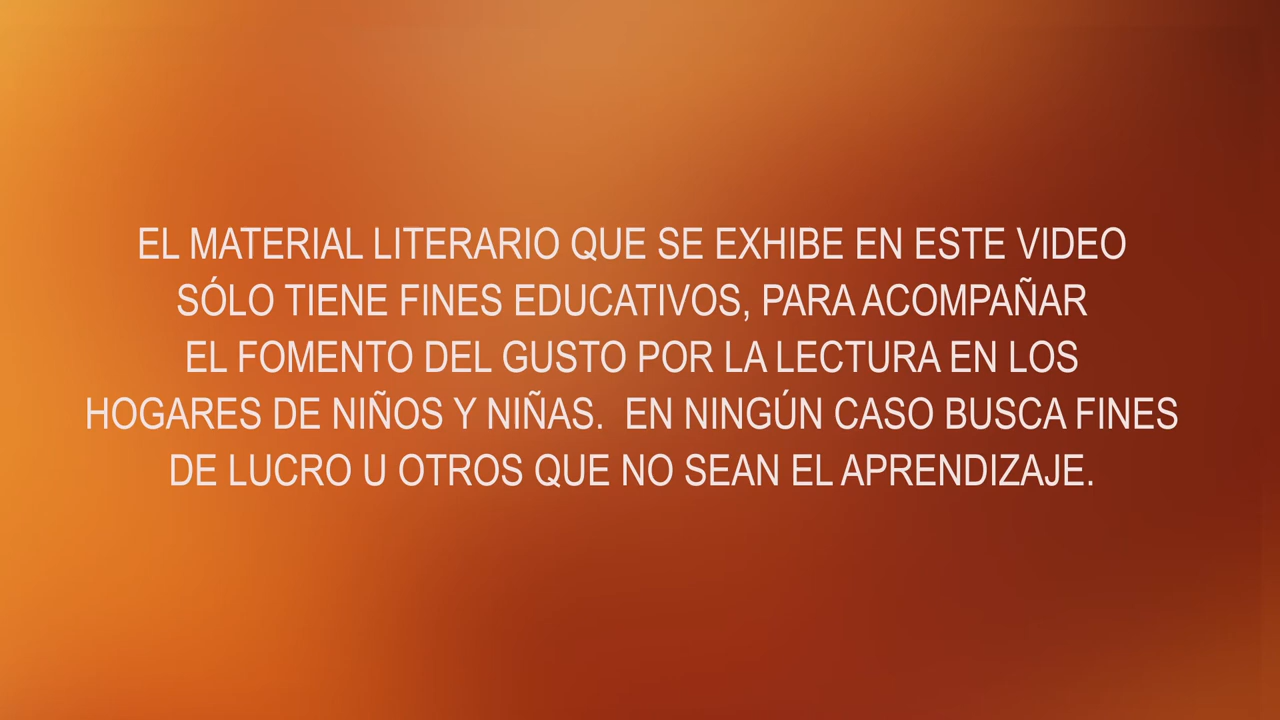 EL MATERIAL LITERARIO QUE SE EXHIBE EN ESTE VIDEO
SÓLO TIENE FINES EDUCATIVOS, PARA ACOMPAÑAR
EL FOMENTO DEL GUSTO POR LA LECTURA EN LOS
HOGARES DE NIÑOS Y NIÑAS.  EN NINGÚN CASO BUSCA FINES
DE LUCRO U OTROS QUE NO SEAN EL APRENDIZAJE.